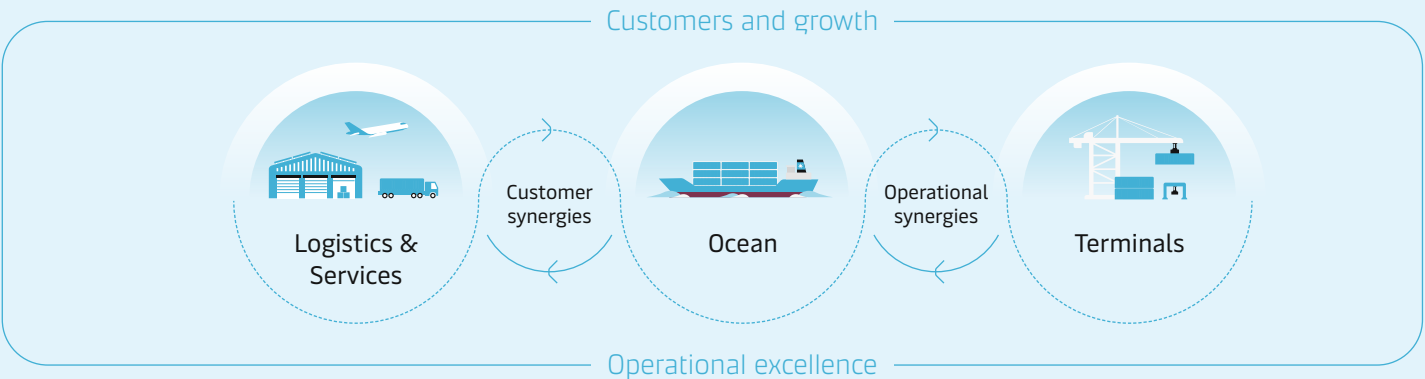 Customers and growth
Customer
synergies
Operational
synergies
Logistics &
Services
Ocean
Terminals
Operational excellence